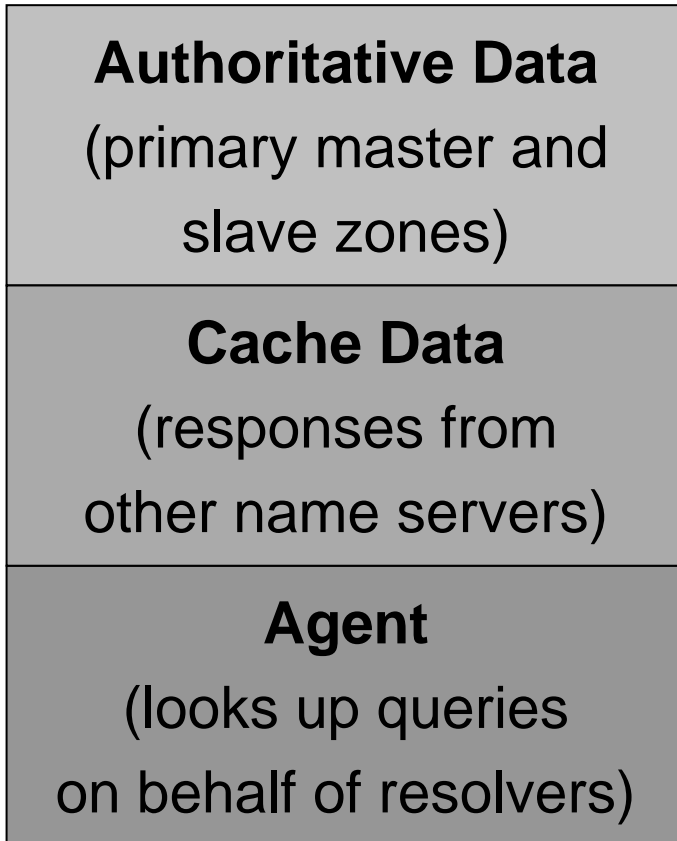 Authoritative Data
(primary master and
slave zones)
Cache Data
(responses from
other name servers)
Agent
(looks up queries
on behalf of resolvers)